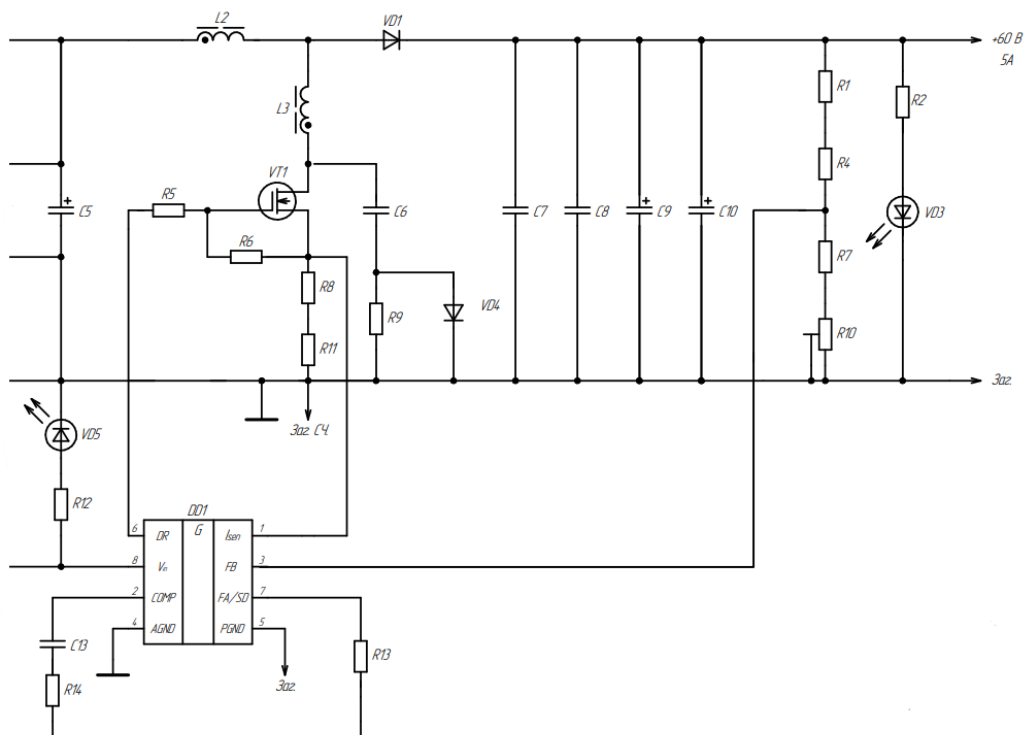 L2
VD1
+60 В
5А
R1
R2
L3
VT1
R4
R5
C5
C6
C7
C8
C9
C10
VD3
R6
R7
R8
R9
VD4
R10
R11
Заг.
Заг. СЧ.
VD5
R12
DD1
6 DR G Isen 1
8 Vin FB 3
2 COMP FA/SD 7
4 AGND PGND 5
C13
R13
R14
Заг.